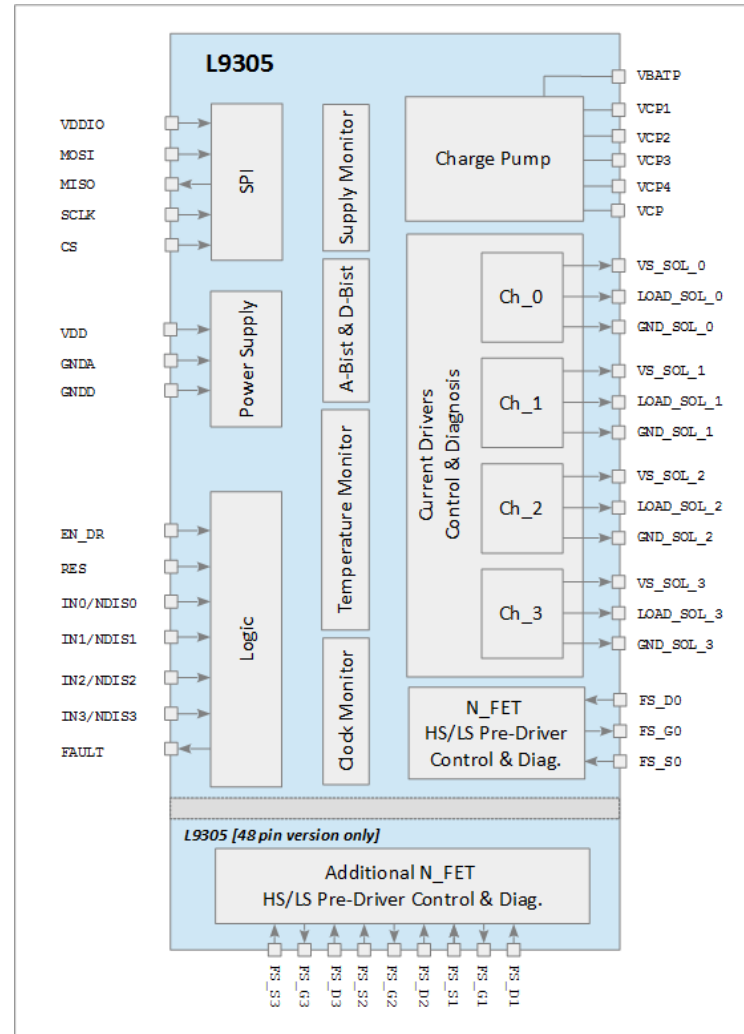 L9305
VDDIO
MOSI
MISO
SCLK
CS
SPI
VDD
GNDA
GNDD
Power Supply
EN_DR
RES
IN0/NDIS0
IN1/NDIS1
IN2/NDIS2
IN3/NDIS3
FAULT
Logic
Supply Monitor
A-Bist & D-Bist
Temperature Monitor
Clock Monitor
Charge Pump
VBATP
VCP1
VCP2
VCP3
VCP4
VCP
Current Drivers
Control & Diagnosis
Ch_0
VS_SOL_0
LOAD_SOL_0
GND_SOL_0
Ch_1
VS_SOL_1
LOAD_SOL_1
GND_SOL_1
Ch_2
VS_SOL_2
LOAD_SOL_2
GND_SOL_2
Ch_3
VS_SOL_3
LOAD_SOL_3
GND_SOL_3
N_FET
HS/LS Pre-Driver
Control & Diag.
FS_D0
FS_G0
FS_S0
L9305 [48 pin version only]
Additional N_FET
HS/LS Pre-Driver Control & Diag.
FS_S3
FS_G3
FS_D3
FS_S2
FS_G2
FS_D2
FS_S1
FS_G1
FS_D1